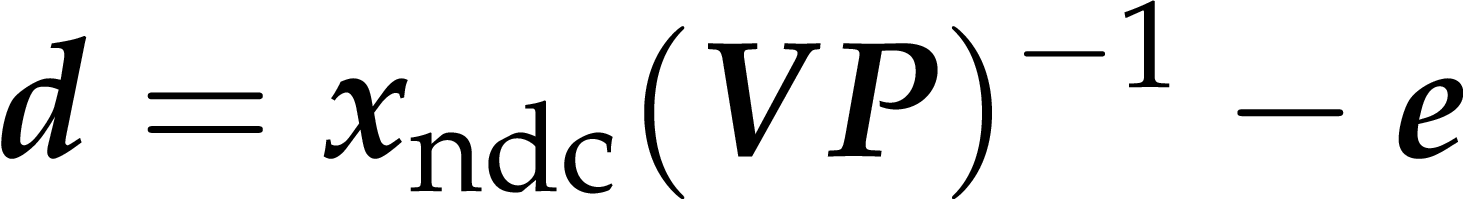 d = x_ndc(VP)^−1 − e